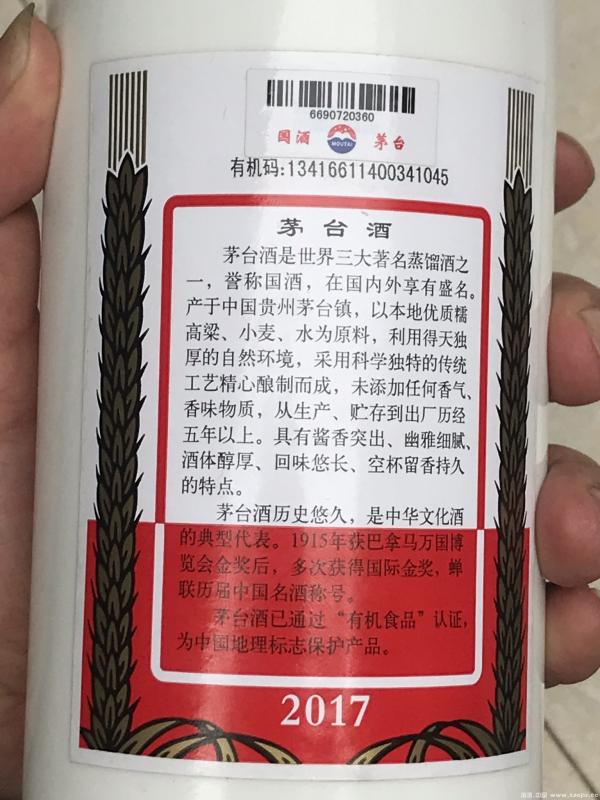 6690720360
国酒 MOUTAI 茅台
有机码:13416611400341045
茅台酒
茅台酒是世界三大著名蒸馏酒之
一，誉称国酒，在国内外享有盛名。
产于中国贵州茅台镇，以本地优质糯
高粱、小麦、水为原料，利用得天独
厚的自然环境，采用科学独特的传统
工艺精心酿制而成，未添加任何香气、
香味物质，从生产、贮存到出厂历经
五年以上。具有酱香突出、幽雅细腻、
酒体醇厚、回味悠长、空杯留香持久
的特点。
茅台酒历史悠久，是中华文化酒
的典型代表。1915年获巴拿马万国博
览会金奖后，多次获得国际金奖，蝉
联历届中国名酒称号。
茅台酒已通过“有机食品”认证，
为中国地理标志保护产品。
2017